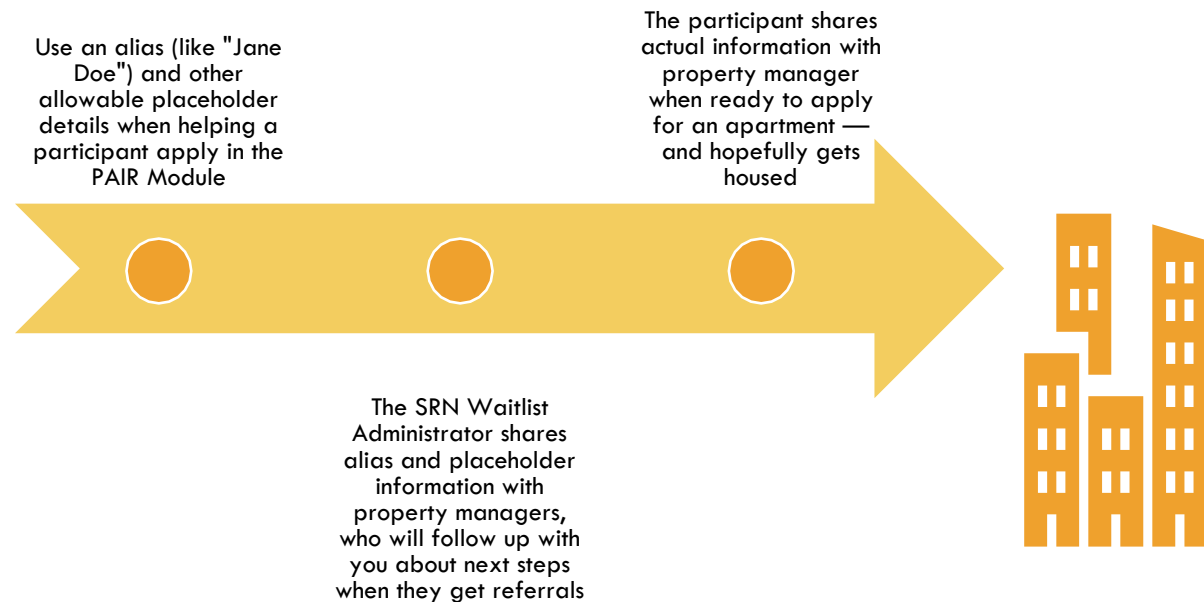 Use an alias (like "Jane
Doe") and other
allowable placeholder
details when helping a
participant apply in the
PAIR Module
The SRN Waitlist
Administrator shares
alias and placeholder
information with
property managers,
who will follow up with
you about next steps
when they get referrals
The participant shares
actual information with
property manager
when ready to apply
for an apartment —
and hopefully gets
housed